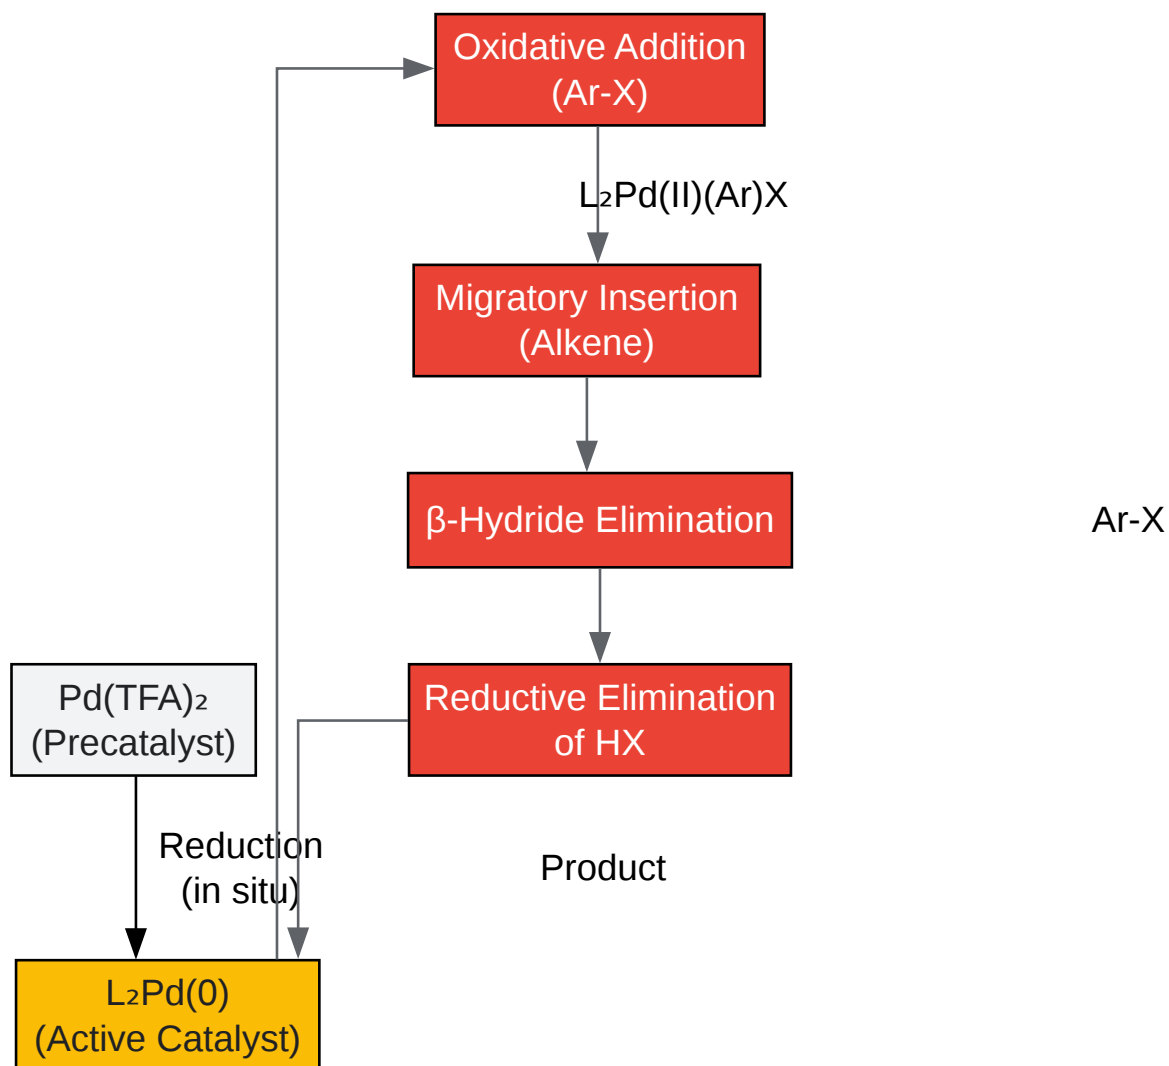 Oxidative Addition
(Ar-X)
L₂Pd(II)(Ar)X
Migratory Insertion
(Alkene)
β-Hydride Elimination
Ar-X
Pd(TFA)₂
(Precatalyst)
Reductive Elimination
of HX
Reduction
(in situ)
Product
L₂Pd(0)
(Active Catalyst)